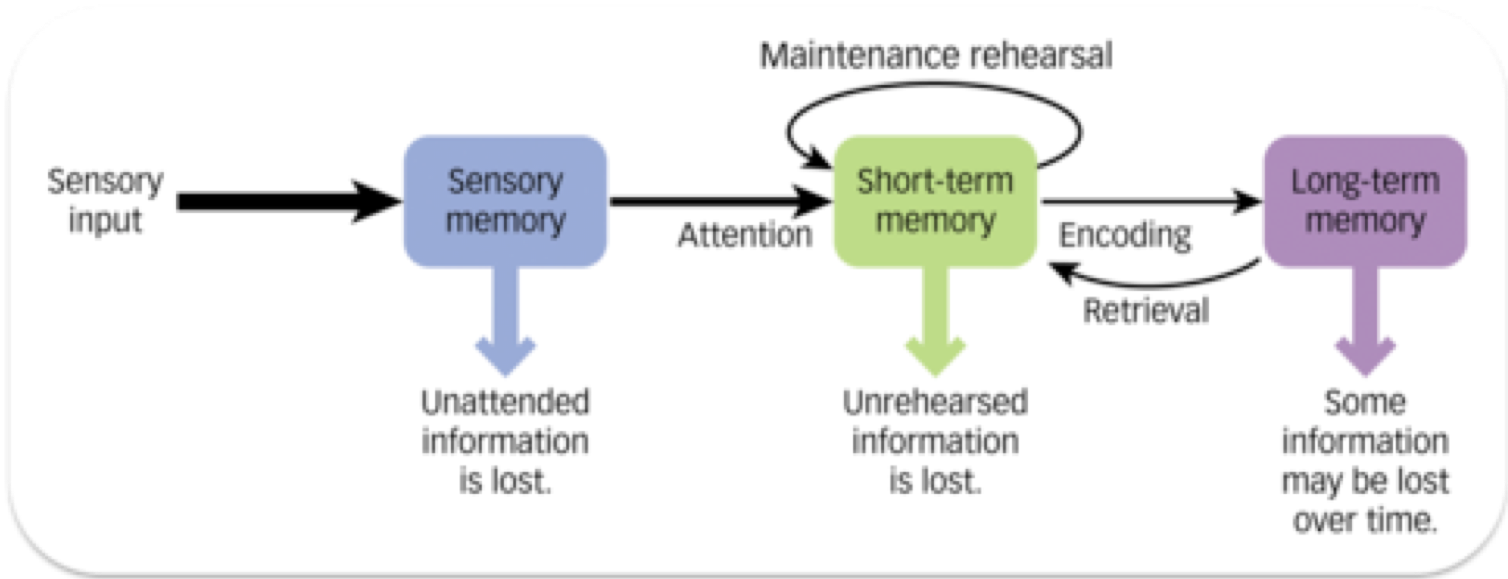 Maintenance rehearsal
Sensory
input
Sensory
memory
Attention
Short-term
memory
Encoding
Retrieval
Long-term
memory
Unattended
information
is lost.
Unrehearsed
information
is lost.
Some
information
may be lost
over time.